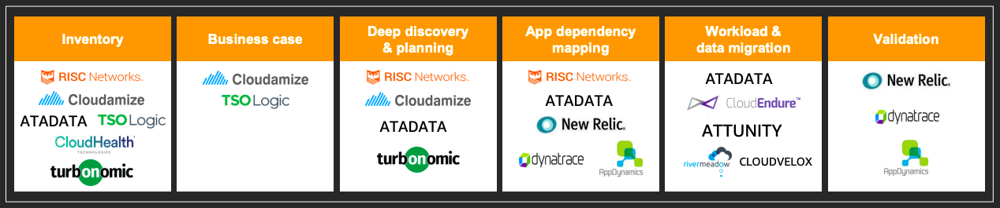 Inventory
RISC Networks
Cloudamize
ATADATA TSO Logic
CloudHealth
TECHNOLOGIES
turbonomic
Business case
Cloudamize
TSO Logic
Deep discovery
& planning
RISC Networks
Cloudamize
ATADATA
turbonomic
App dependency
mapping
RISC Networks
ATADATA
New Relic.
dynatrace AppDynamics
Workload &
data migration
ATADATA
CloudEndure™
ATTUNITY
rivermeadow CLOUDVELOX
Validation
New Relic.
dynatrace
AppDynamics